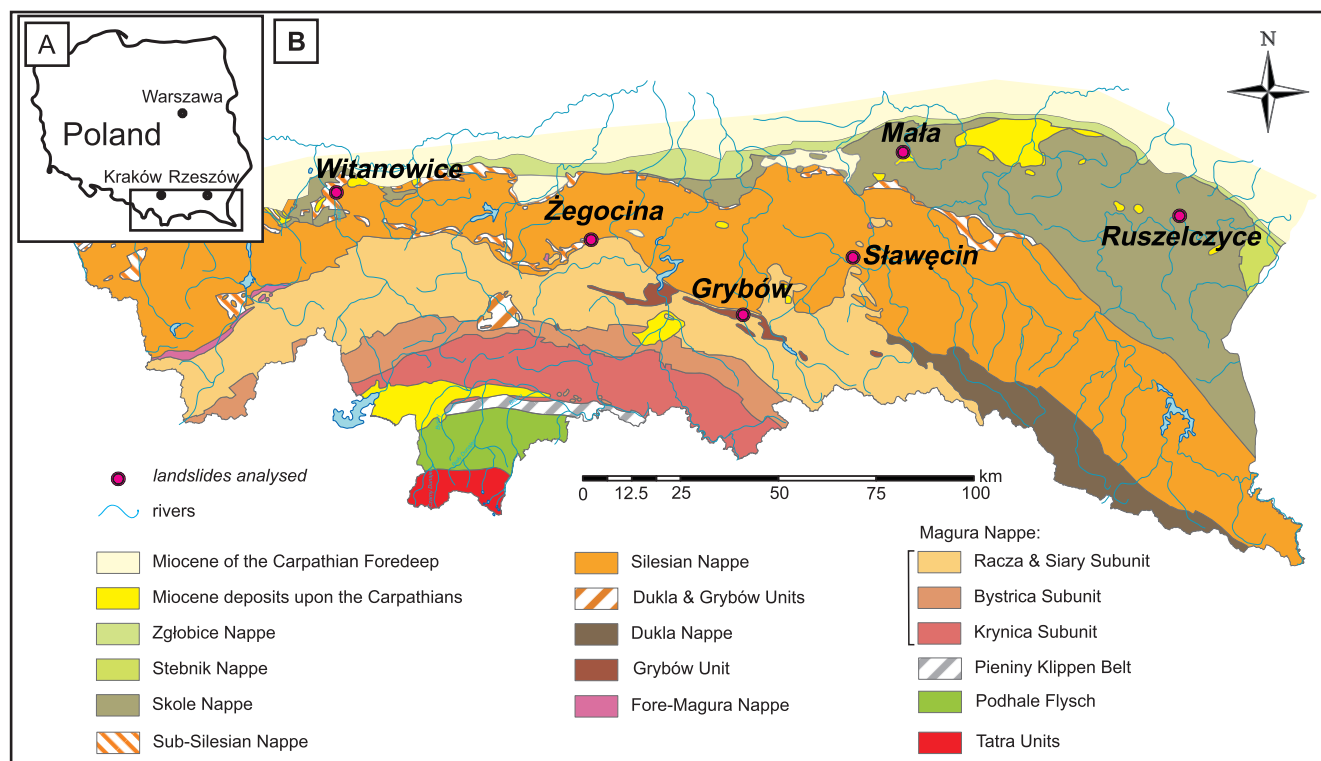 A
B
N
Warszawa
Poland
Kraków Rzeszów
Witanowice
Mała
Żegocina
Ruszelczyce
Sławęcin
Grybów
landslides analysed
rivers
km
0 12.5 25 50 75 100
Miocene of the Carpathian Foredeep
Miocene deposits upon the Carpathians
Zgłobice Nappe
Stebnik Nappe
Skole Nappe
Sub-Silesian Nappe
Silesian Nappe
Dukla & Grybów Units
Dukla Nappe
Grybów Unit
Fore-Magura Nappe
Magura Nappe:
Racza & Siary Subunit
Bystrica Subunit
Krynica Subunit
Pieniny Klippen Belt
Podhale Flysch
Tatra Units